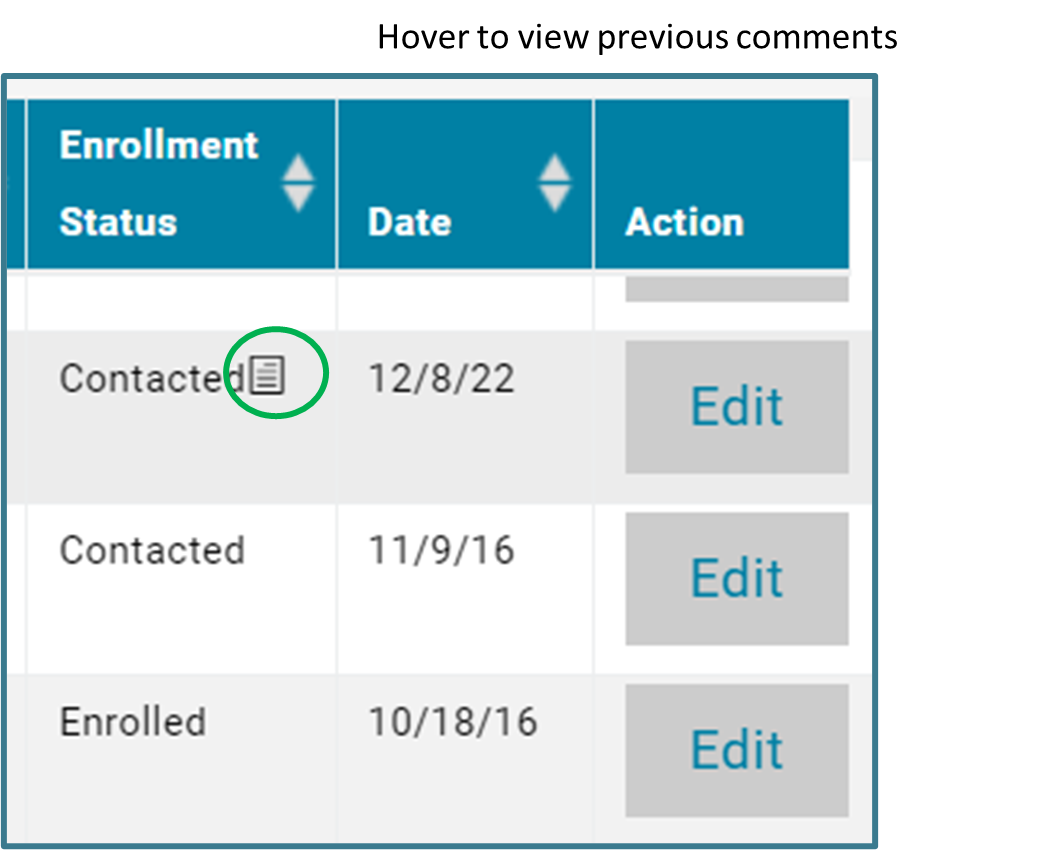 Hover to view previous comments
Enrollment
Status
Date
Action
Contacted 12/8/22 Edit
Contacted 11/9/16 Edit
Enrolled 10/18/16 Edit